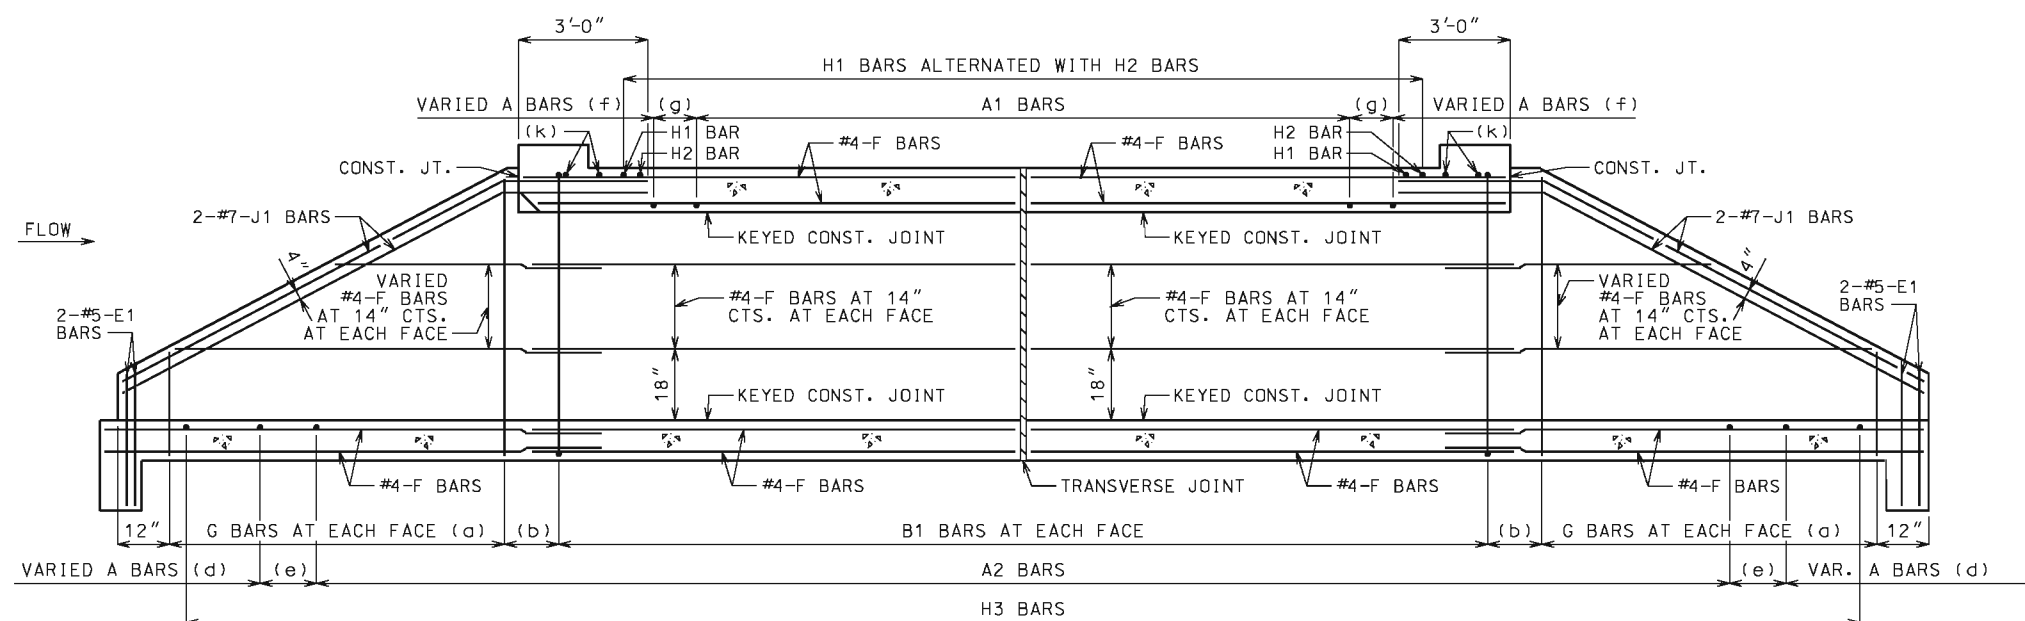 3'-0"
3'-0"
H1 BARS ALTERNATED WITH H2 BARS
VARIED A BARS (f)
(g)
A1 BARS
(g)
VARIED A BARS (f)
(k)
H1 BAR
H2 BAR
#4-F BARS
#4-F BARS
H2 BAR
H1 BAR
(k)
CONST. JT.
CONST. JT.
2-#7-J1 BARS
2-#7-J1 BARS
FLOW
KEYED CONST. JOINT
KEYED CONST. JOINT
4"
VARIED
#4-F BARS
AT 14" CTS.
AT EACH FACE
#4-F BARS AT 14"
CTS. AT EACH FACE
#4-F BARS AT 14"
CTS. AT EACH FACE
VARIED
#4-F BARS
AT 14" CTS.
AT EACH FACE
4"
2-#5-E1
BARS
2-#5-E1
BARS
18"
18"
KEYED CONST. JOINT
KEYED CONST. JOINT
#4-F BARS
#4-F BARS
TRANSVERSE JOINT
#4-F BARS
#4-F BARS
12"
G BARS AT EACH FACE (a)
(b)
B1 BARS AT EACH FACE
(b)
G BARS AT EACH FACE (a)
12"
VARIED A BARS (d)
(e)
A2 BARS
(e)
VAR. A BARS (d)
H3 BARS